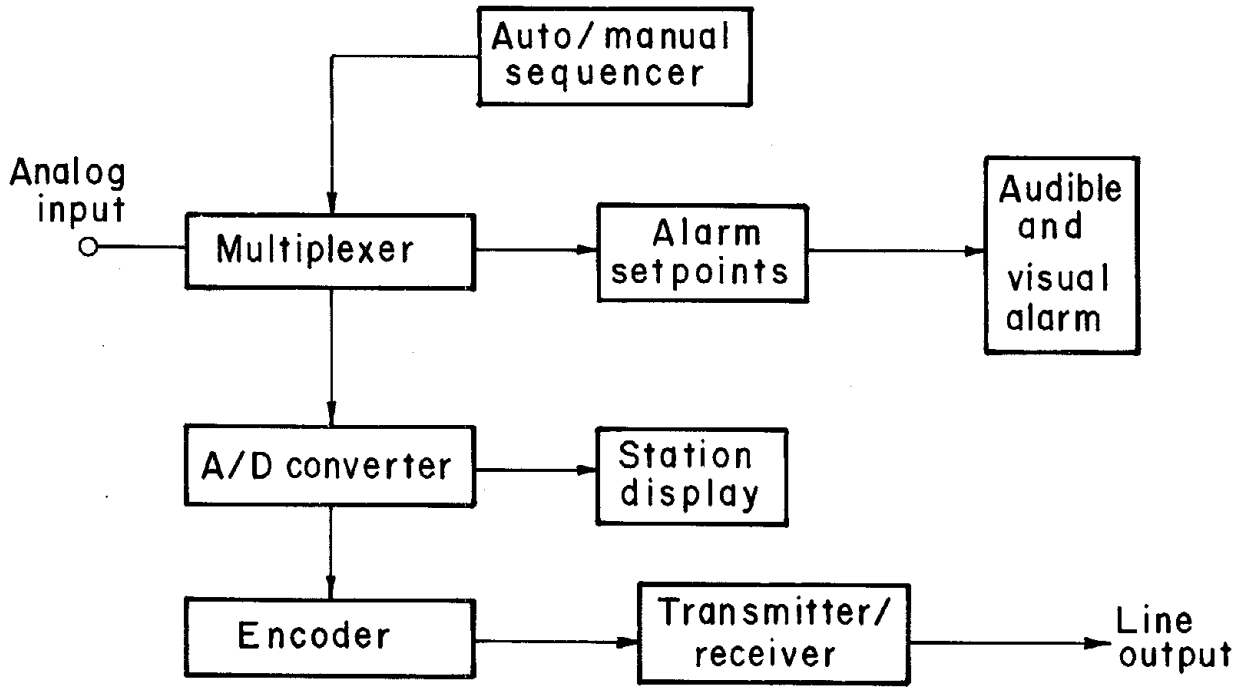 Auto/manual
sequencer
Analog
input
Multiplexer
Alarm
setpoints
Audible
and
visual
alarm
A/D converter
Station
display
Encoder
Transmitter/
receiver
Line
output